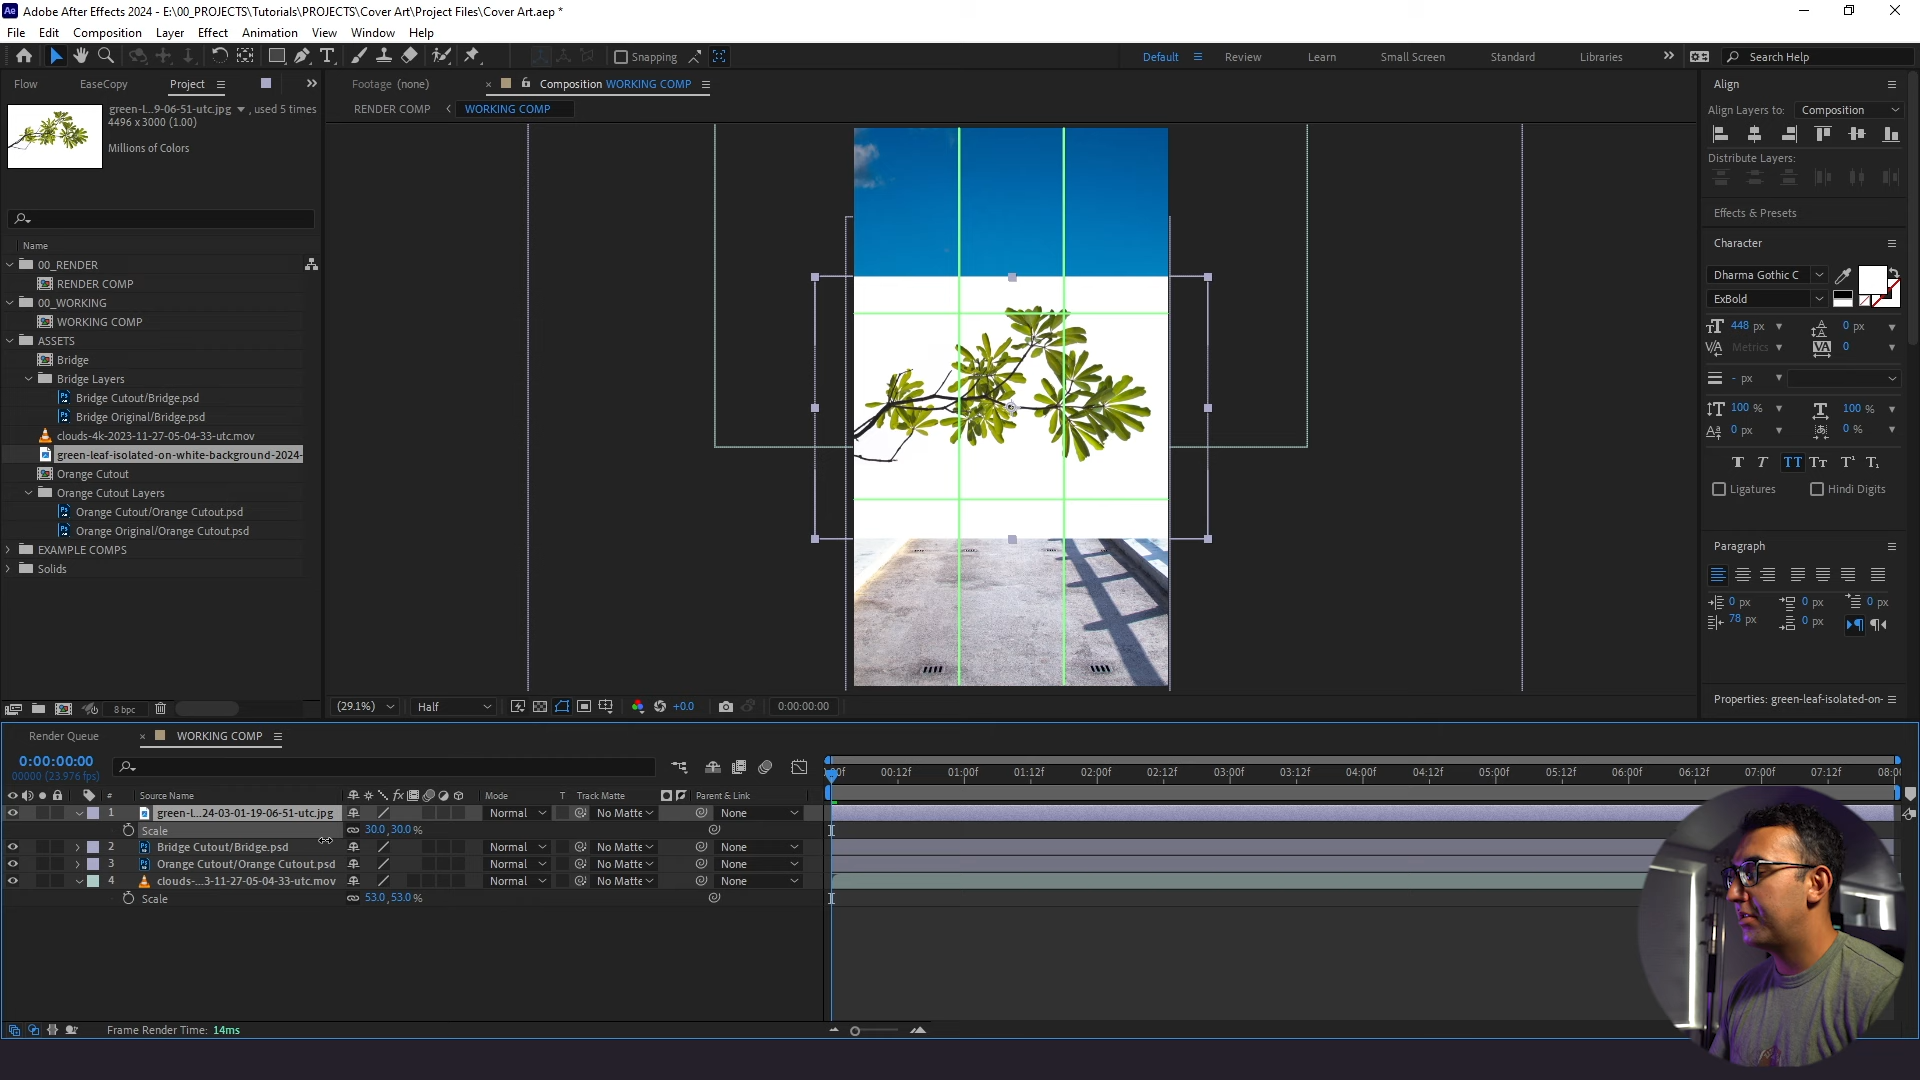 Adobe After Effects 2024 - E:\00_PROJECTS\Tutorials\PROJECTS\Cover Art\Project Files\Cover Art.aep *
File Edit Composition Layer Effect Animation View Window Help
Snapping
Default Review Learn Small Screen Standard Libraries Search Help
Flow EaseCopy Project
Footage (none) Composition WORKING COMP
Align
green-l...9-06-51-utc.jpg , used 5 times
4496 x 3000 (1.00)
Millions of Colors
RENDER COMP WORKING COMP
Align Layers to: Composition
Distribute Layers:
Effects & Presets
Character
Name
00_RENDER
RENDER COMP
00_WORKING
WORKING COMP
ASSETS
Bridge
Bridge Layers
Bridge Cutout/Bridge.psd
Bridge Original/Bridge.psd
clouds-4k-2023-11-27-05-04-33-utc.mov
green-leaf-isolated-on-white-background-2024-
Orange Cutout
Orange Cutout Layers
Orange Cutout/Orange Cutout.psd
Orange Original/Orange Cutout.psd
EXAMPLE COMPS
Solids
Dharma Gothic C
ExBold
448 px 0 px
Metrics 0
- px
100 % 100 %
0 px 0 %
Ligatures Hindi Digits
Paragraph
0 px 0 px 0 px
78 px 0 px
8 bpc
(29.1%) Half +0.0 0:00:00:00
Properties: green-leaf-isolated-on-
Render Queue WORKING COMP
0:00:00:00
00000 (23.976 fps)
:00f 00:12f 01:00f 01:12f 02:00f 02:12f 03:00f 03:12f 04:00f 04:12f 05:00f 05:12f 06:00f 06:12f 07:00f 07:12f 08:00
# Source Name Mode T Track Matte Parent & Link
1 green-l...24-03-01-19-06-51-utc.jpg Normal No Matte None
Scale 30.0, 30.0 %
2 Bridge Cutout/Bridge.psd Normal No Matte None
3 Orange Cutout/Orange Cutout.psd Normal No Matte None
4 clouds-...3-11-27-05-04-33-utc.mov Normal No Matte None
Scale 53.0, 53.0 %
Frame Render Time: 14ms